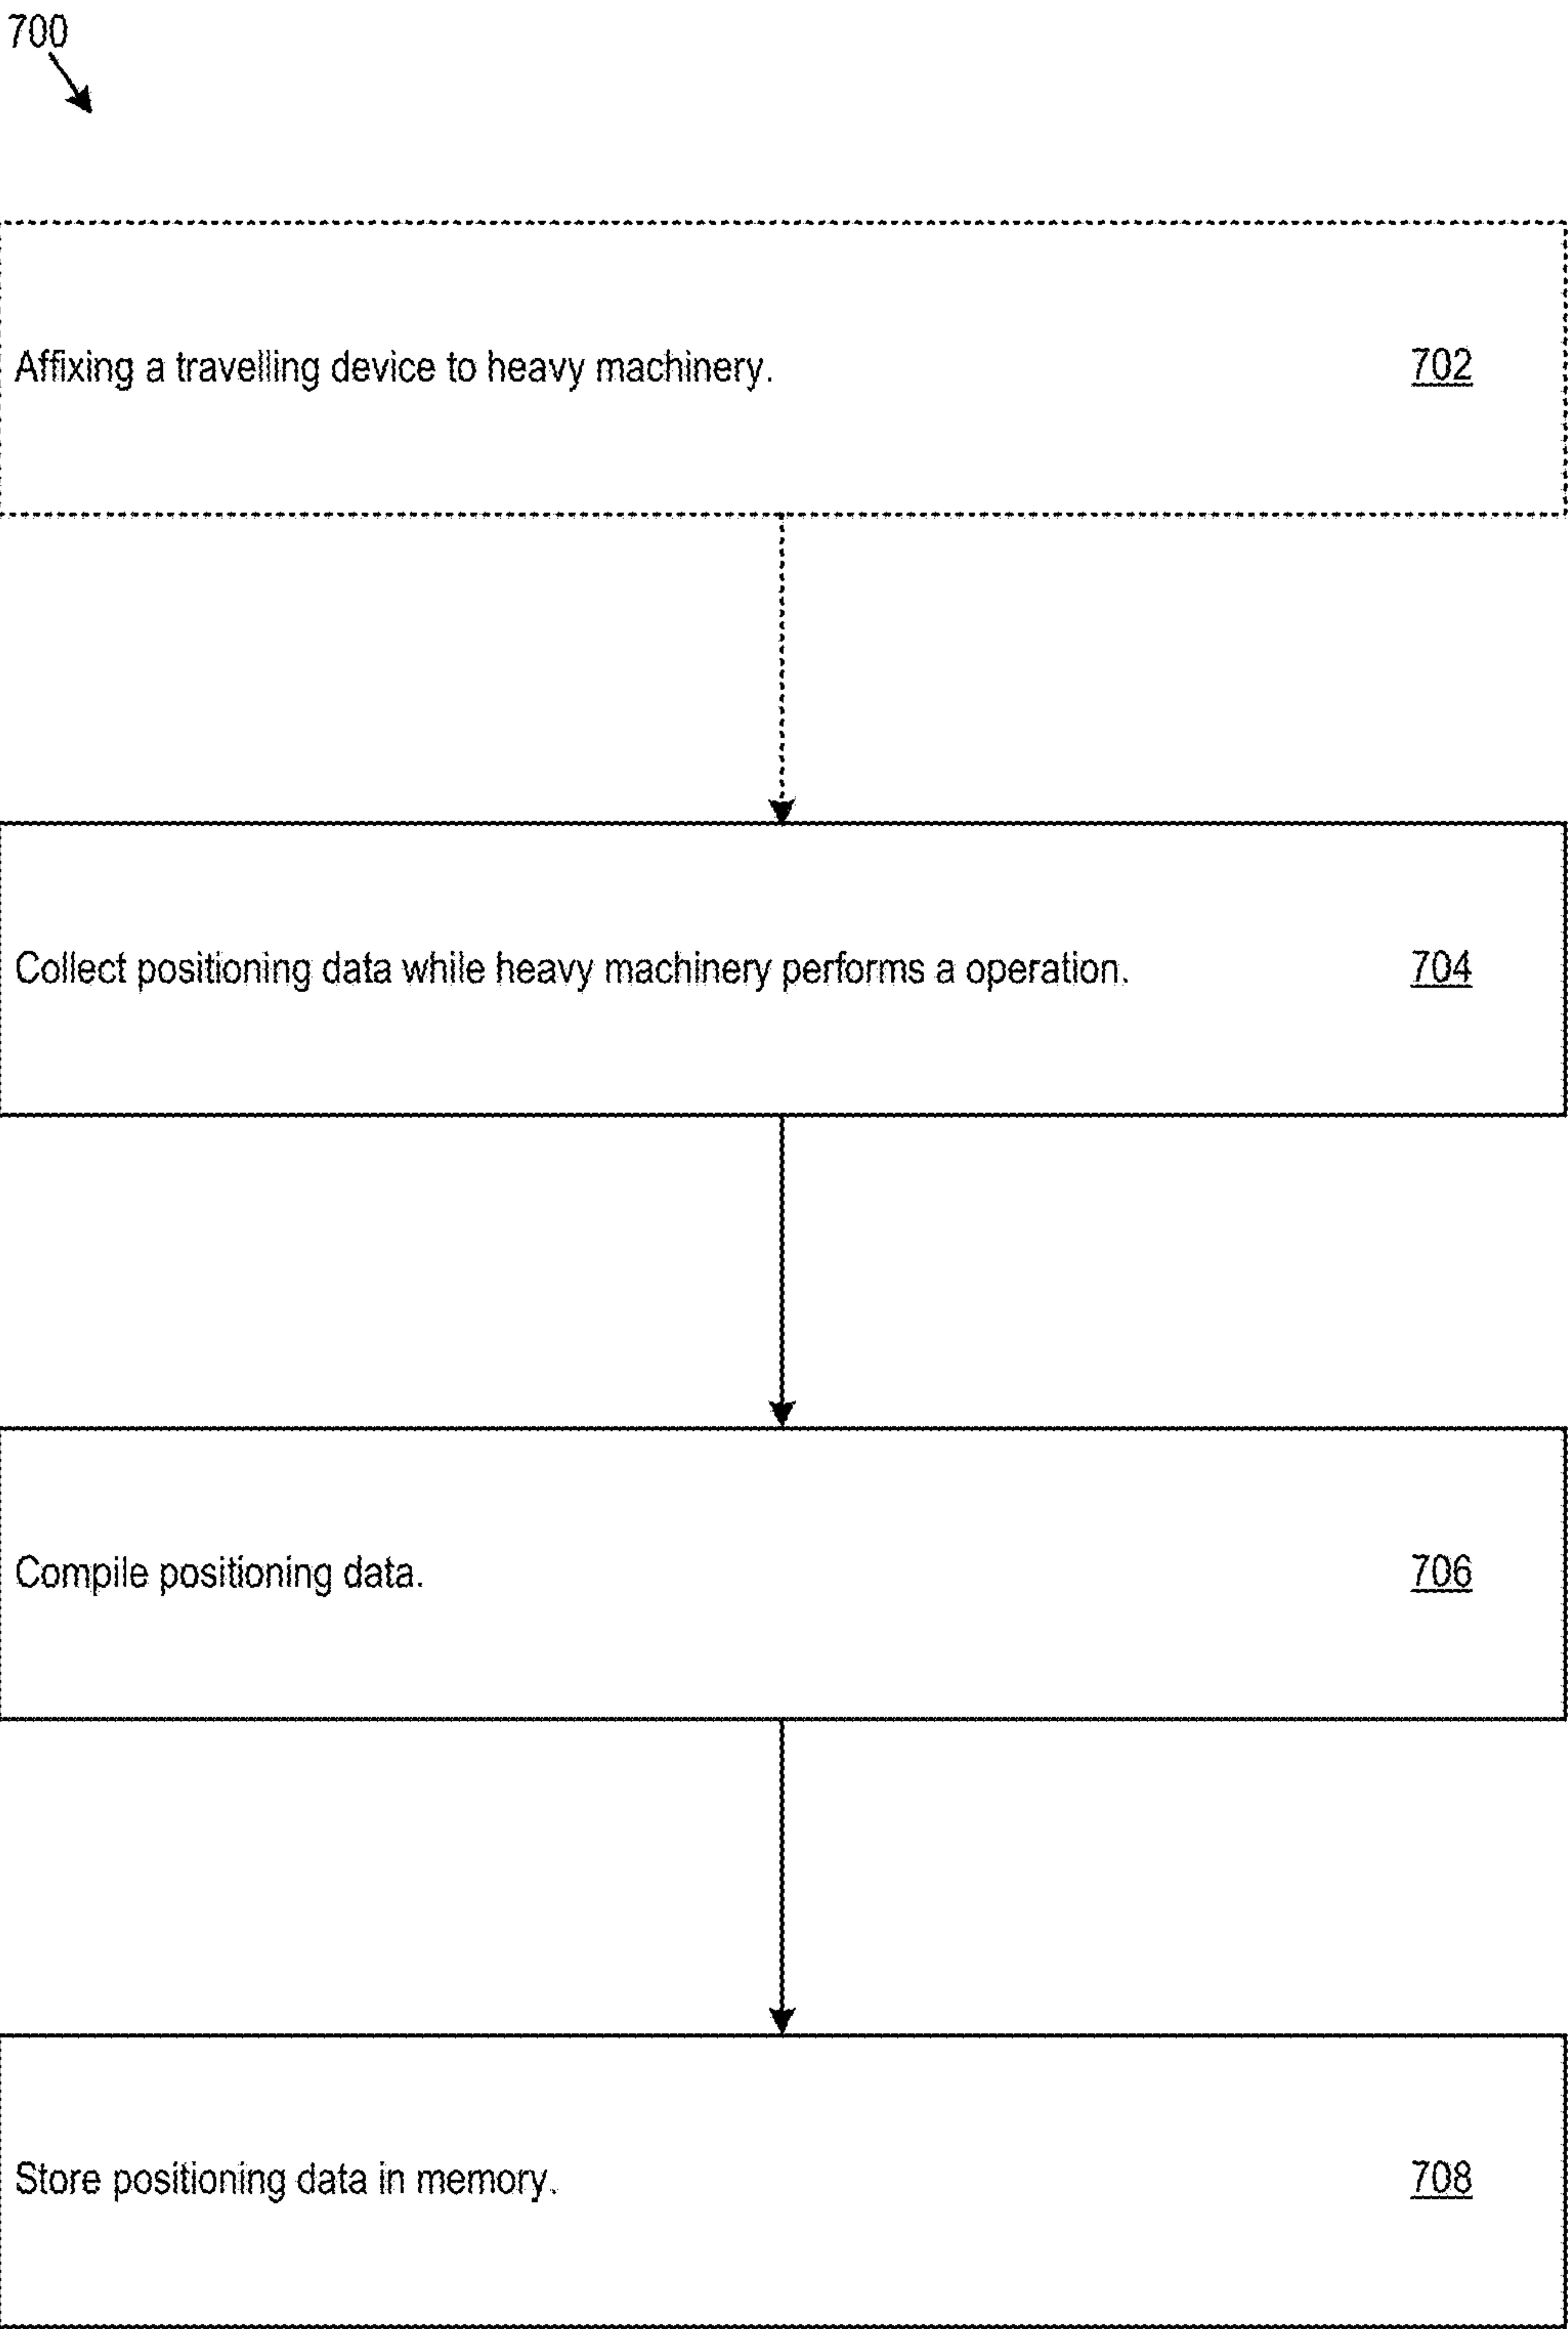 700
Affixing a travelling device to heavy machinery. 702
Collect positioning data while heavy machinery performs a operation. 704
Compile positioning data. 706
Store positioning data in memory. 708